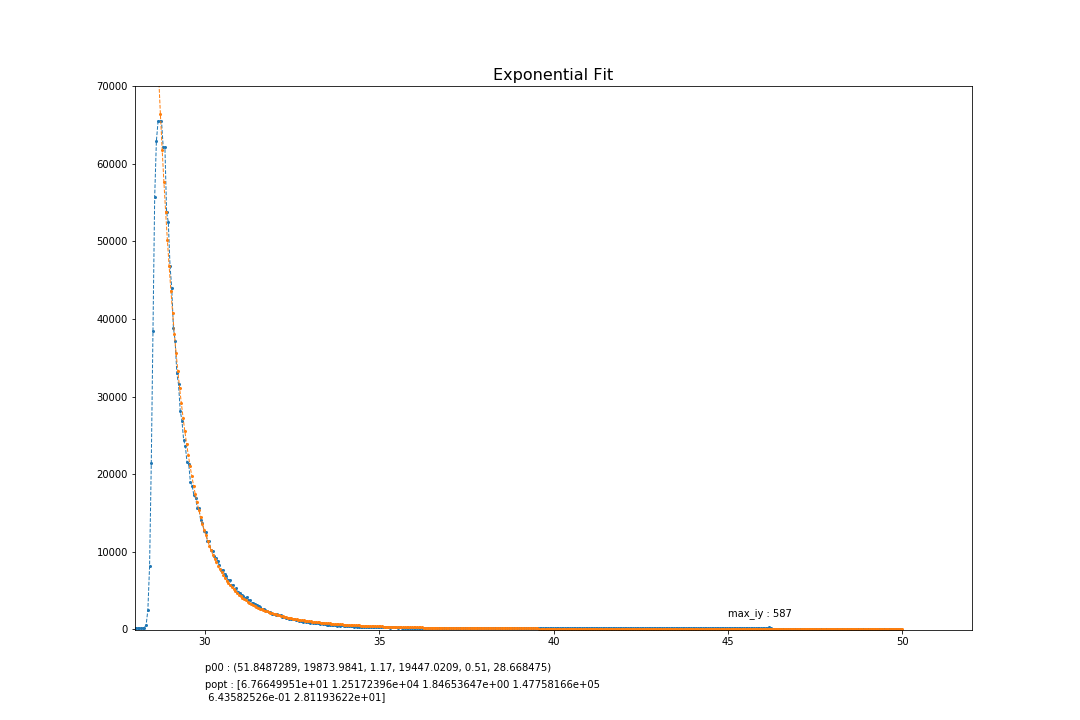 Exponential Fit
70000
60000
50000
40000
30000
20000
10000
0
30 35 40 45 50
max_iy : 587
p00 : (51.8487289, 19873.9841, 1.17, 19447.0209, 0.51, 28.668475)
popt : [6.76649951e+01 1.25172396e+04 1.84653647e+00 1.47758166e+05
6.43582526e-01 2.81193622e+01]